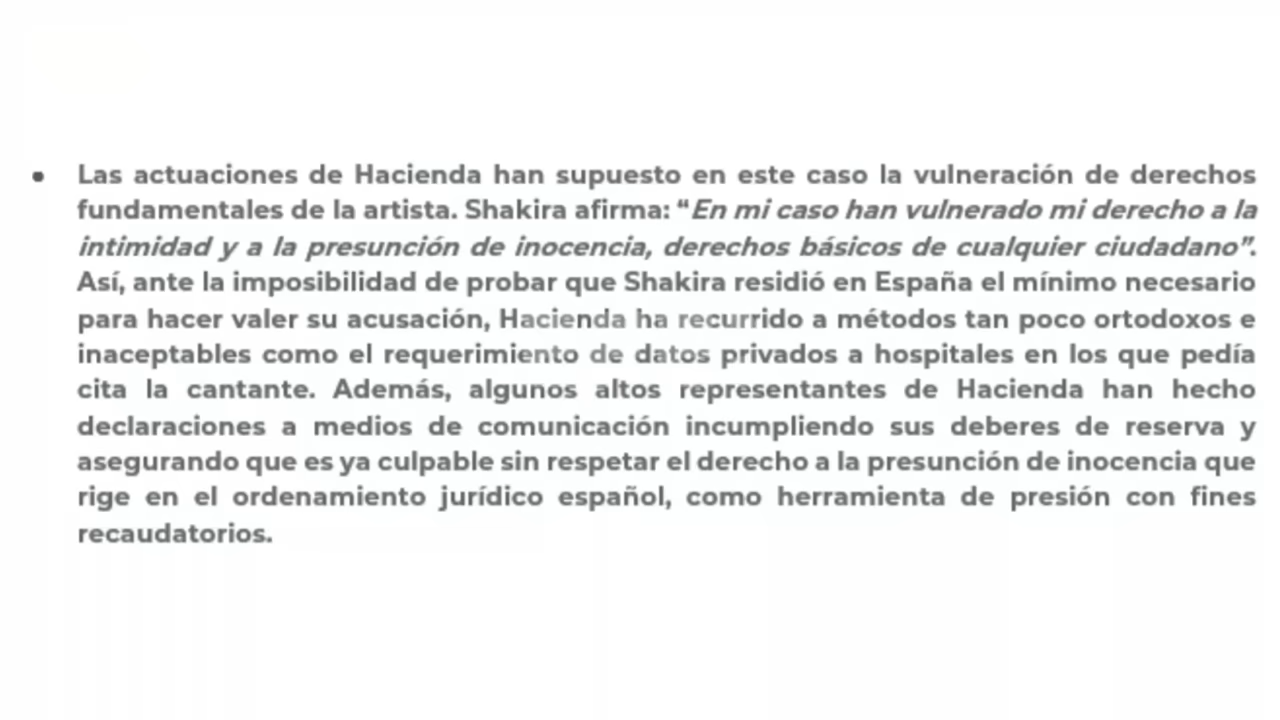 • Las actuaciones de Hacienda han supuesto en este caso la vulneración de derechos
fundamentales de la artista. Shakira afirma: “En mi caso han vulnerado mi derecho a la
intimidad y a la presunción de inocencia, derechos básicos de cualquier ciudadano”.
Así, ante la imposibilidad de probar que Shakira residió en España el mínimo necesario
para hacer valer su acusación, Hacienda ha recurrido a métodos tan poco ortodoxos e
inaceptables como el requerimiento de datos privados a hospitales en los que pedía
cita la cantante. Además, algunos altos representantes de Hacienda han hecho
declaraciones a medios de comunicación incumpliendo sus deberes de reserva y
asegurando que es ya culpable sin respetar el derecho a la presunción de inocencia que
rige en el ordenamiento jurídico español, como herramienta de presión con fines
recaudatorios.